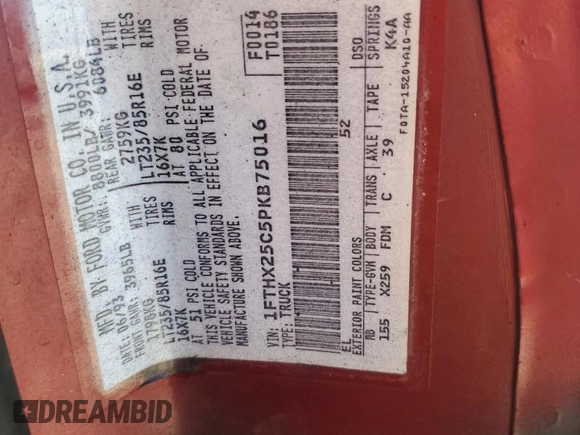 MFD. BY FORD MOTOR CO. IN U.S.A.
DATE: 06/93 GVWR: 8800LB/ 3991KG
FRONT GAWR: 3965LB REAR GAWR: 6084LB
1798KG WITH 2759KG WITH
LT235/85R16E TIRES LT235/85R16E TIRES
16X7K RIMS 16X7K RIMS
AT 51 PSI COLD AT 80 PSI COLD
THIS VEHICLE CONFORMS TO ALL APPLICABLE FEDERAL MOTOR
VEHICLE SAFETY STANDARDS IN EFFECT ON THE DATE OF
MANUFACTURE SHOWN ABOVE.
VIN: 1FTHX25C5PKB75016
TYPE: TRUCK
F0014
T0186
EL 52
EXTERIOR PAINT COLORS DSO
WB TYPE-GVW BODY TRANS AXLE TAPE SPRINGS
155 X259 FDM C 39 K4A
F0TA-15204A10-AA
DREAMBID